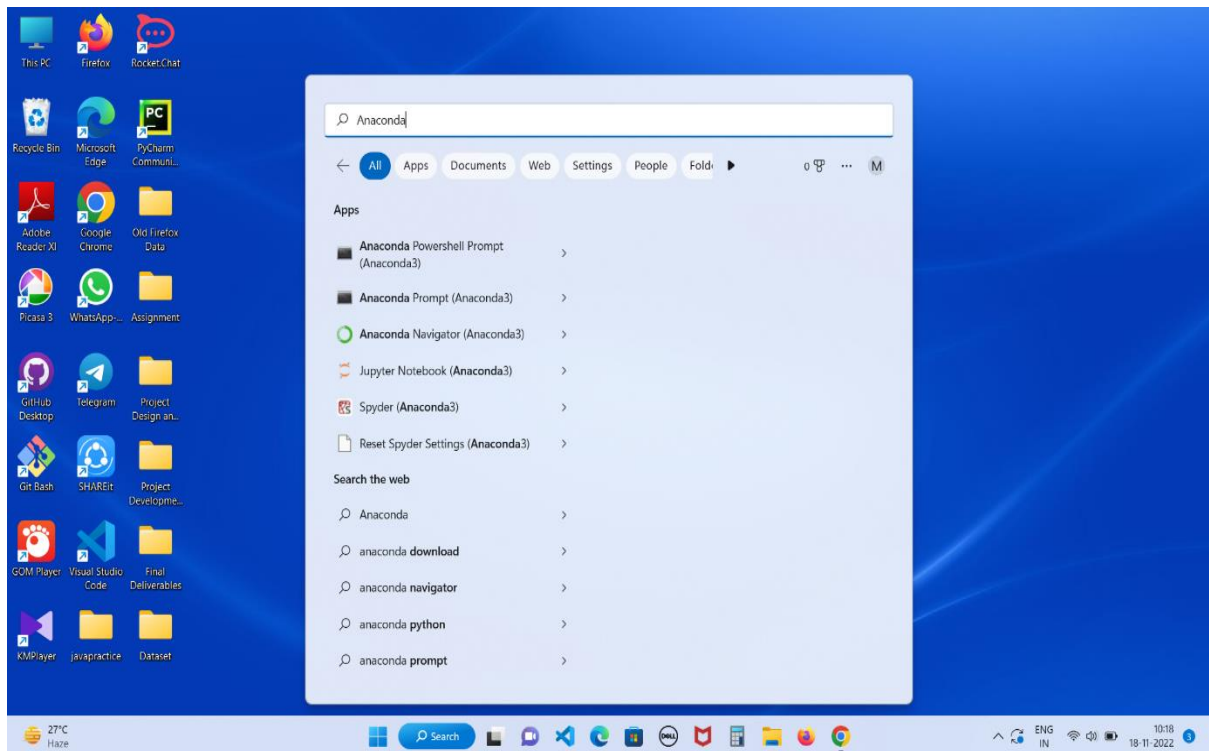 This PC
Firefox
Rocket.Chat
Recycle Bin
Microsoft
Edge
PC
PyCharm
Communi...
Adobe
Reader XI
Google
Chrome
Old Firefox
Data
Picasa 3
WhatsApp-...
Assignment
GitHub
Desktop
Telegram
Project
Design an...
Git Bash
SHAREit
Project
Developme...
GOM Player
Visual Studio
Code
Final
Deliverables
KMPlayer
javapractice
Dataset
Anaconda
All Apps Documents Web Settings People Fold 0 ... M
Apps
Anaconda Powershell Prompt
(Anaconda3)
Anaconda Prompt (Anaconda3)
Anaconda Navigator (Anaconda3)
Jupyter Notebook (Anaconda3)
Spyder (Anaconda3)
Reset Spyder Settings (Anaconda3)
Search the web
Anaconda
anaconda download
anaconda navigator
anaconda python
anaconda prompt
27°C
Haze
Search
DELL
ENG
IN
10:18
18-11-2022
3